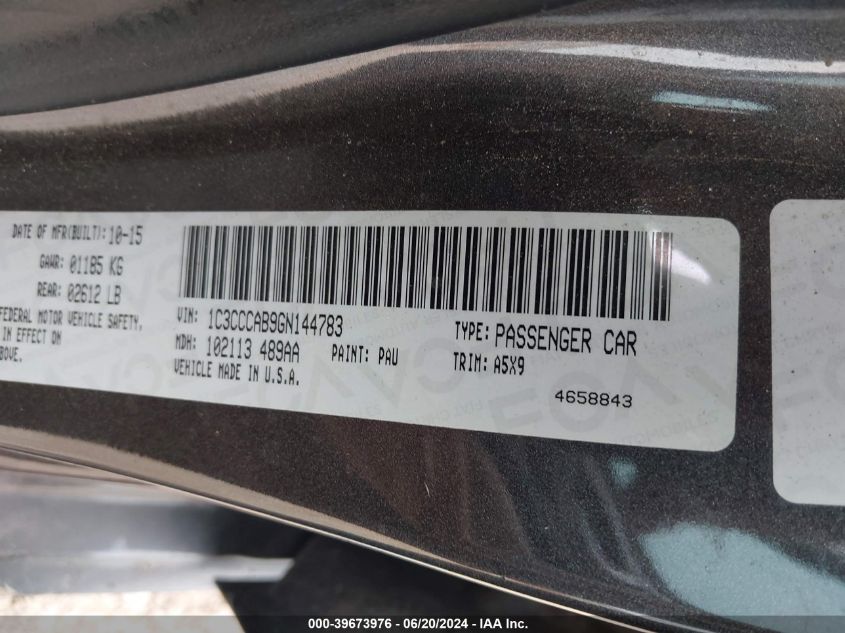 DATE OF MFR(BUILT): 10-15
GAWR: 01185 KG
REAR: 02612 LB
FEDERAL MOTOR VEHICLE SAFETY,
IN EFFECT ON
ABOVE.
VIN: 1C3CCCAB9GN144783
MDH: 102113 489AA PAINT: PAU
VEHICLE MADE IN U.S.A.
TYPE: PASSENGER CAR
TRIM: A5X9
4658843
000-39673976 | 06/20/2024 | IAA Inc.